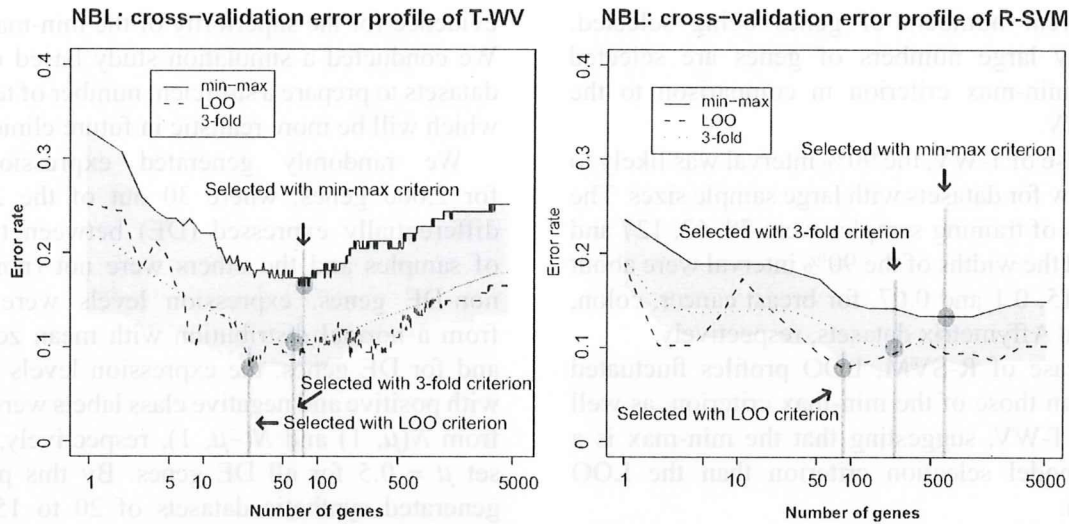 NBL: cross-validation error profile of T-WV
0.4
0.3
0.2
0.1
0
Error rate
min-max
LOO
3-fold
Selected with min-max criterion
Selected with 3-fold criterion
Selected with LOO criterion
1
5
10
50
100
500
5000
Number of genes
NBL: cross-validation error profile of R-SVM
0.4
0.3
0.2
0.1
0
Error rate
min-max
LOO
3-fold
Selected with min-max criterion
Selected with 3-fold criterion
Selected with LOO criterion
1
5
10
50
100
500
5000
Number of genes